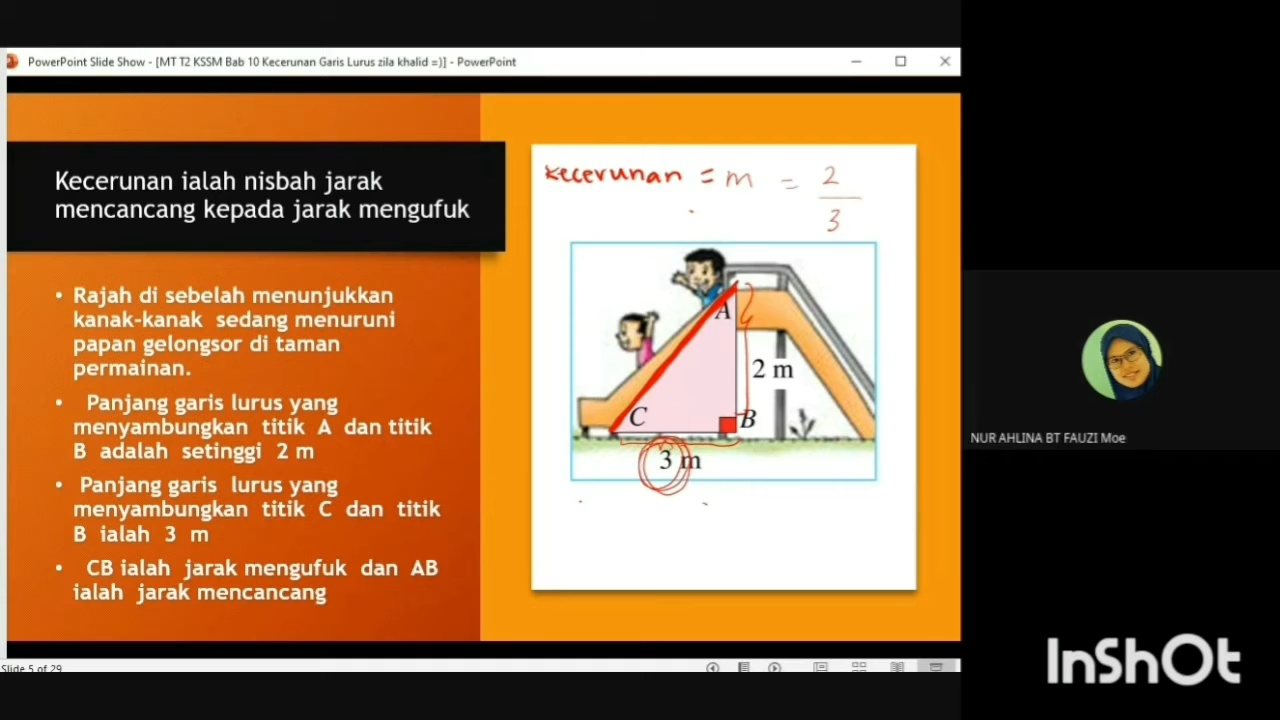 PowerPoint Slide Show - [MT T2 KSSM Bab 10 Kecerunan Garis Lurus zila khalid =)] - PowerPoint
Kecerunan ialah nisbah jarak
mencancang kepada jarak mengufuk
• Rajah di sebelah menunjukkan
kanak-kanak sedang menuruni
papan gelongsor di taman
permainan.
• Panjang garis lurus yang
menyambungkan titik A dan titik
B adalah setinggi 2 m
• Panjang garis lurus yang
menyambungkan titik C dan titik
B ialah 3 m
• CB ialah jarak mengufuk dan AB
ialah jarak mencancang
kecerunan = m = 2
3
A
2 m
C
B
3 m
NUR AHLINA BT FAUZI Moe
Slide 5 of 29
InShOt